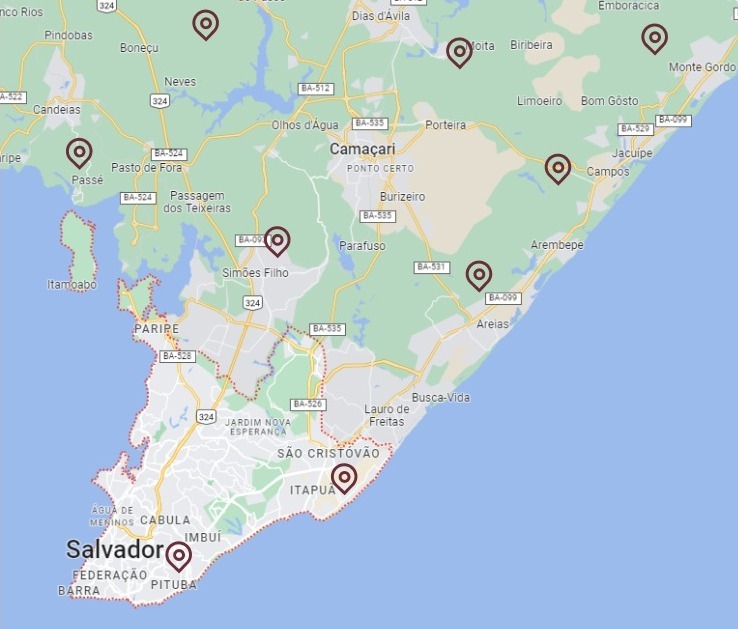 324
Emboracica
Dias d'Ávila
nco Rios
Pindobas
Boneçu
Moita
Biribeira
Monte Gordo
Neves
BA-512
A-522
Candeias
324
Limoeiro
Bom Gôsto
Olhos d'Água
BA-535
Porteira
BA-099
BA-529
Camaçari
BA-524
Jacuipe
Pasto de Fora
PONTO CERTO
Campos
Passé
BA-524
Passagem
dos Teixeiras
Burizeiro
BA-535
BA-093
Parafuso
Arembepe
Simões Filho
BA-531
Itamoabo
324
BA-099
PARIPE
BA-535
Areias
BA-528
BA-526
Busca-Vida
324
Lauro de
Freitas
JARDIM NOVA
ESPERANÇA
SÃO CRISTÓVÃO
ITAPUÃ
ÁGUA DE
MENINOS
CABULA
IMBUÍ
Salvador
FEDERAÇÃO
PITUBA
BARRA